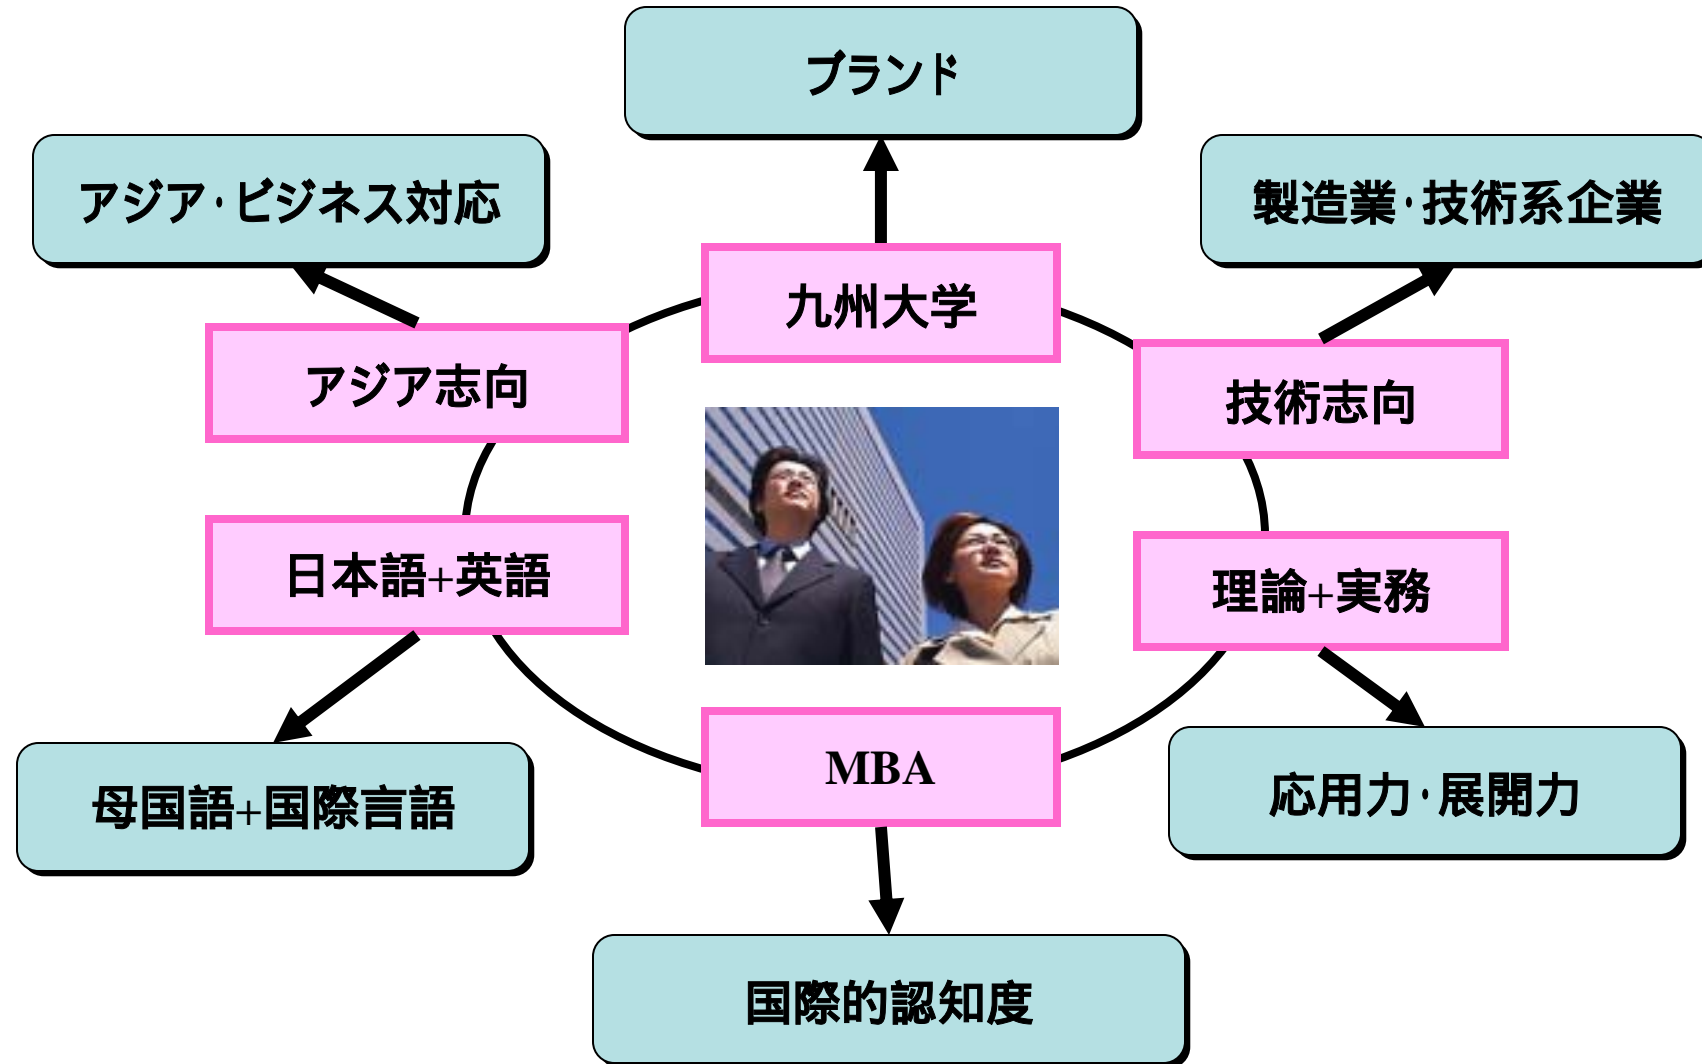 ブランド
アジア・ビジネス対応
製造業・技術系企業
九州大学
アジア志向
技術志向
日本語+英語
理論+実務
MBA
母国語+国際言語
応用力・展開力
国際的認知度